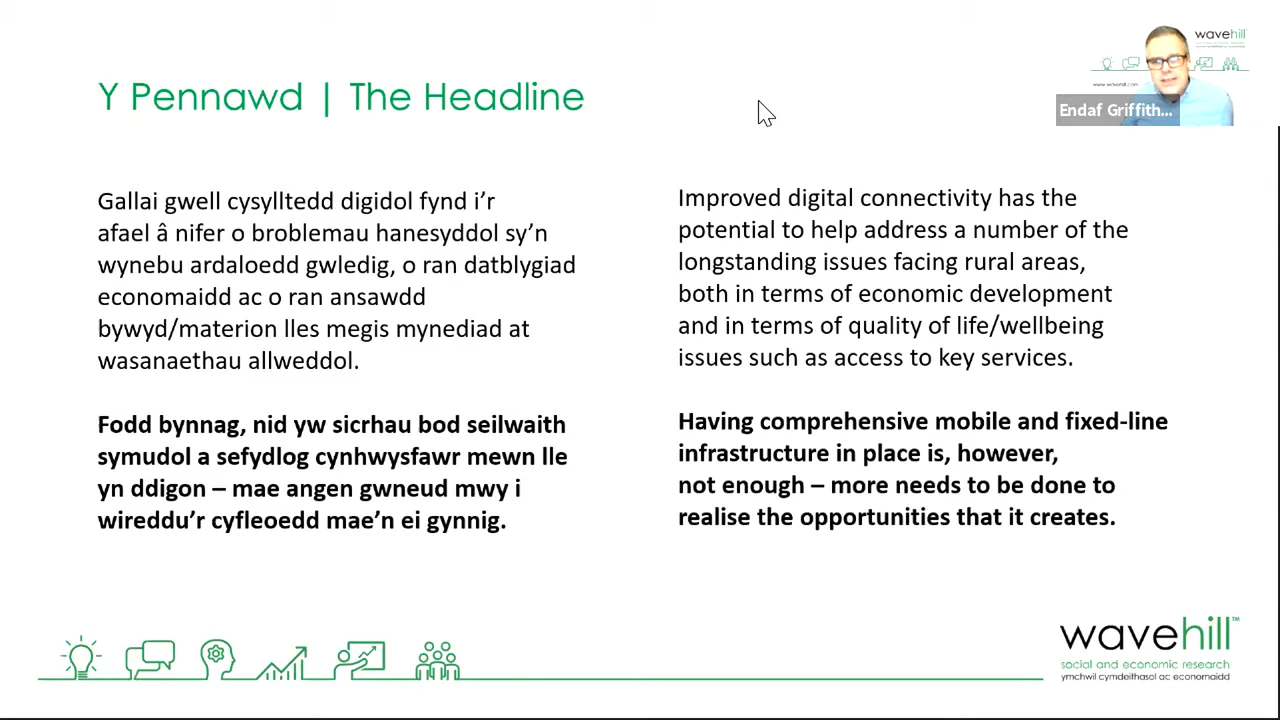 Y Pennawd | The Headline
Gallai gwell cysylltedd digidol fynd i’r
afael â nifer o broblemau hanesyddol sy’n
wynebu ardaloedd gwledig, o ran datblygiad
economaidd ac o ran ansawdd
bywyd/materion lles megis mynediad at
wasanaethau allweddol.
Fodd bynnag, nid yw sicrhau bod seilwaith
symudol a sefydlog cynhwysfawr mewn lle
yn ddigon – mae angen gwneud mwy i
wireddu’r cyfleoedd mae’n ei gynnig.
Improved digital connectivity has the
potential to help address a number of the
longstanding issues facing rural areas,
both in terms of economic development
and in terms of quality of life/wellbeing
issues such as access to key services.
Having comprehensive mobile and fixed-line
infrastructure in place is, however,
not enough – more needs to be done to
realise the opportunities that it creates.
wavehill
www.wavehill.com
Endaf Griffith...
wavehill™
social and economic research
ymchwil cymdeithasol ac economaidd